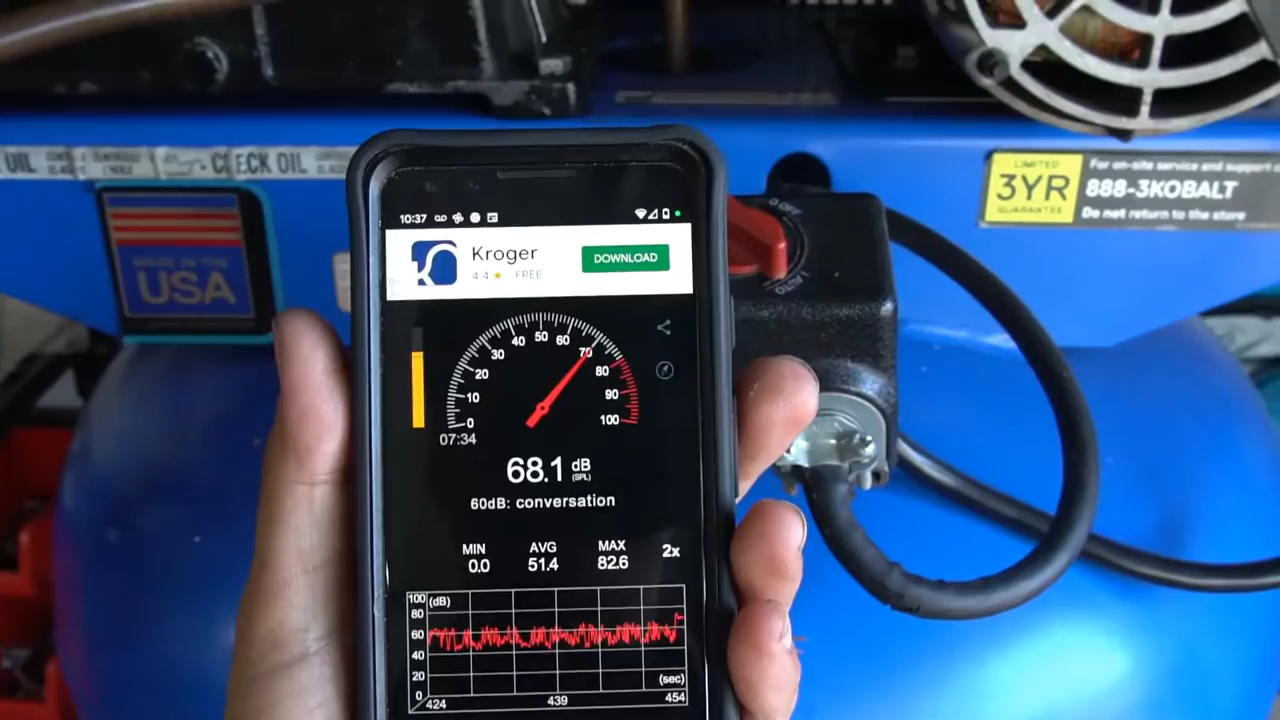 OIL
CHECK OIL
MADE IN THE
USA
LIMITED
3YR
GUARANTEE
For on-site service and support
888-3KOBALT
Do not return to the store
O OFF
I AUTO
10:37
Kroger
4.4 ★ FREE
DOWNLOAD
0 10 20 30 40 50 60 70 80 90 100
07:34
68.1 dB
(SPL)
60dB: conversation
MIN AVG MAX
0.0 51.4 82.6
2x
100 (dB)
80
60
40
20
0
(sec)
424 439 454